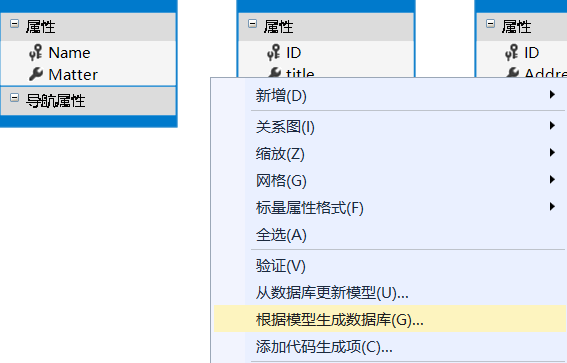 属性
Name
Matter
导航属性
属性
ID
title
属性
ID
新增(D)
关系图(I)
缩放(Z)
网格(G)
标量属性格式(F)
全选(A)
验证(V)
从数据库更新模型(U)...
根据模型生成数据库(G)...
添加代码生成项(C)...